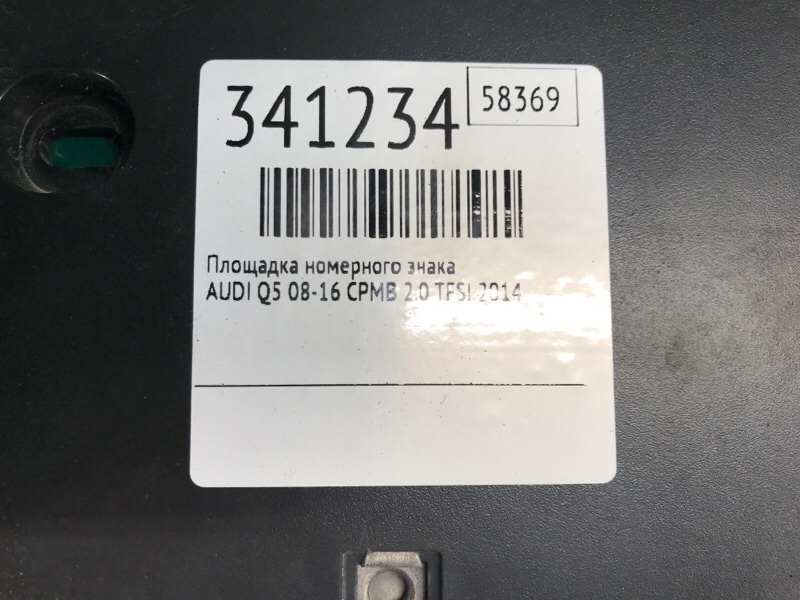 341234
58369
Площадка номерного знака
AUDI Q5 08-16 CPMB 2.0 TFSI 2014